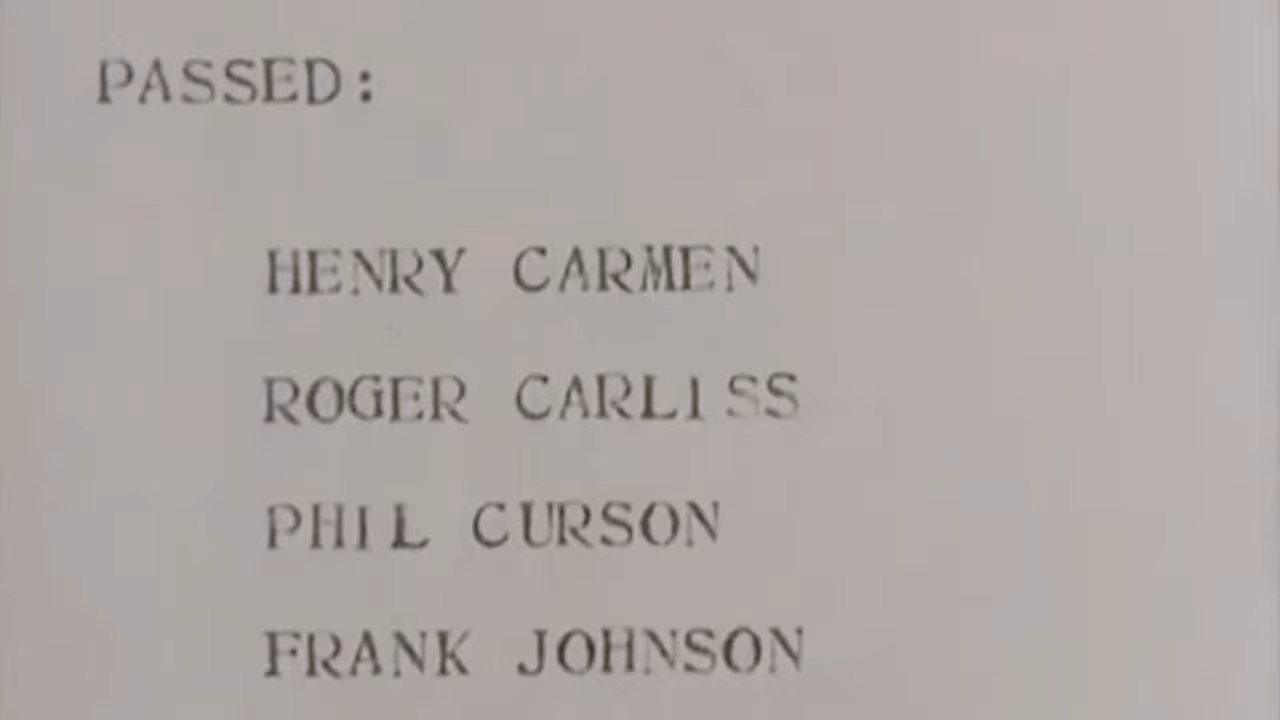 PASSED:
HENRY CARMEN
ROGER CARLISS
PHIL CURSON
FRANK JOHNSON